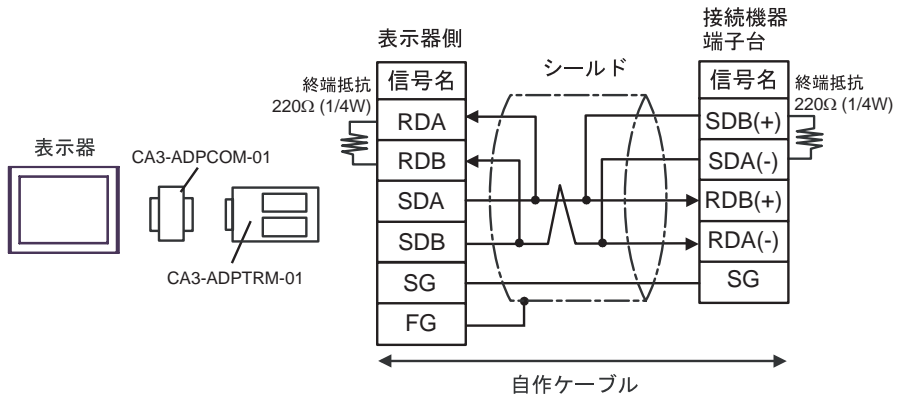 接続機器
端子台
表示器側
シールド
終端抵抗
220Ω (1/4W)
信号名
信号名
終端抵抗
220Ω (1/4W)
RDA
SDB(+)
表示器
CA3-ADPCOM-01
RDB
SDA(-)
SDA
RDB(+)
SDB
RDA(-)
CA3-ADPTRM-01
SG
SG
FG
自作ケーブル